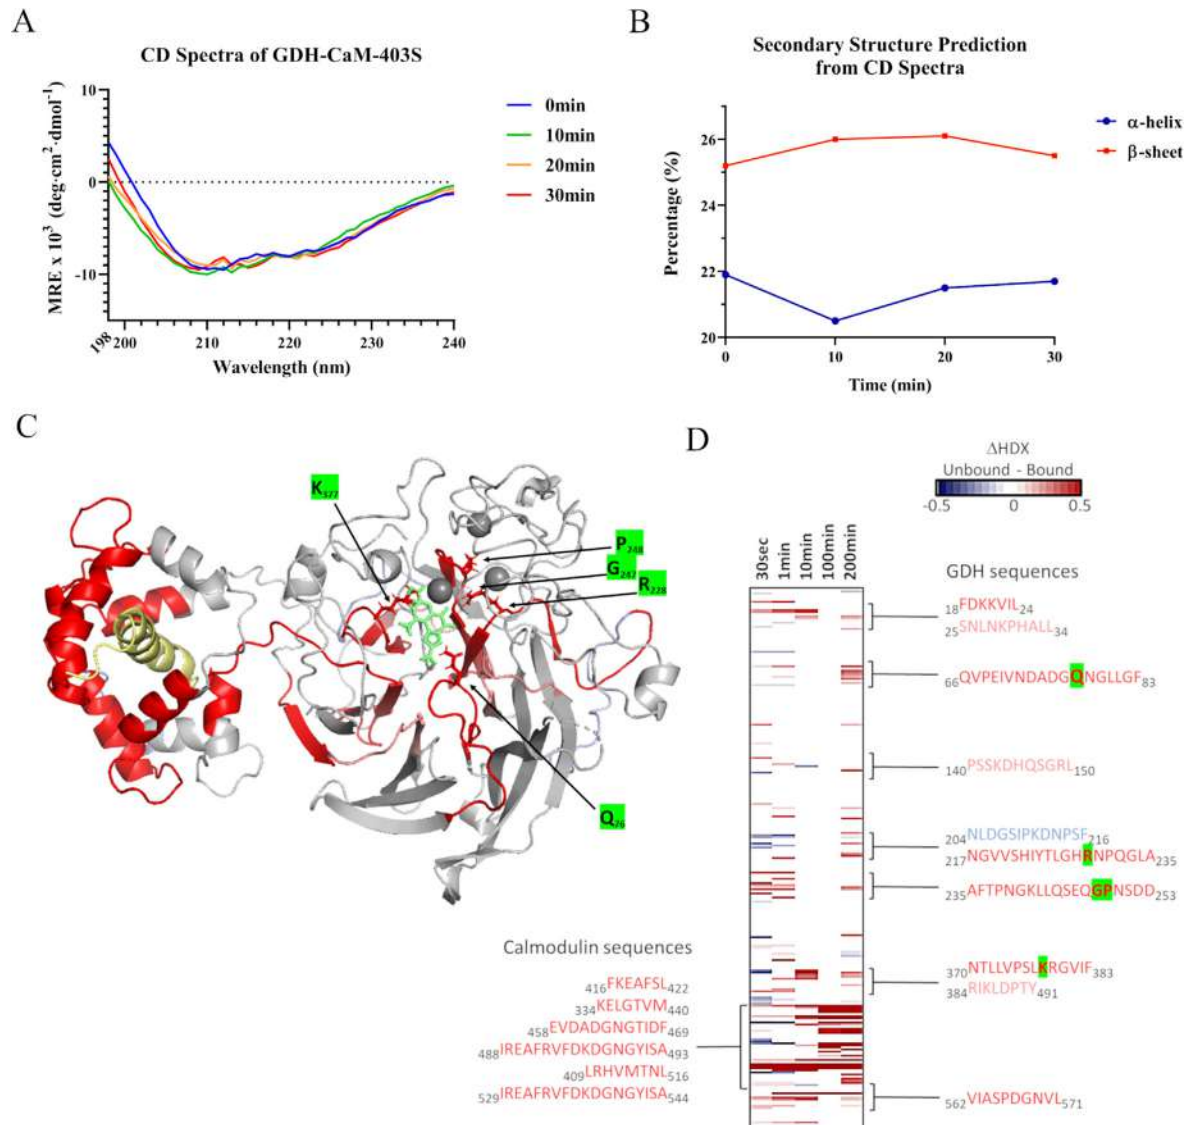 A
CD Spectra of GDH-CaM-403S
MRE x 10³ (deg·cm²·dmol⁻¹)
10
0
-10
198
200
210
220
230
240
Wavelength (nm)
0min
10min
20min
30min
B
Secondary Structure Prediction
from CD Spectra
Percentage (%)
26
24
22
20
0
10
20
30
Time (min)
α-helix
β-sheet
C
K377
P248
G247
R228
Q76
D
ΔHDX
Unbound - Bound
-0.5
0
0.5
30sec
1min
10min
100min
200min
GDH sequences
18FDKKVIL24
25SNLNKPHALL34
66QVPEIVNDADGQNGLLGF83
140PSSKDHQSGRL150
204NLDGSIPKDNPSF216
217NGVVSHIYTLGHRNPQGLA235
235AFTPNGKLLQSEQGPNSDD253
370NTLLVPSLKRGVIF383
384RIKLDPTY491
562VIASPDGNVL571
Calmodulin sequences
416FKEAFSL422
334KELGTVM440
458EVDADGNGTIDF469
488IREAFRVFDKDGNGYISA493
409LRHVMTNL516
529IREAFRVFDKDGNGYISA544